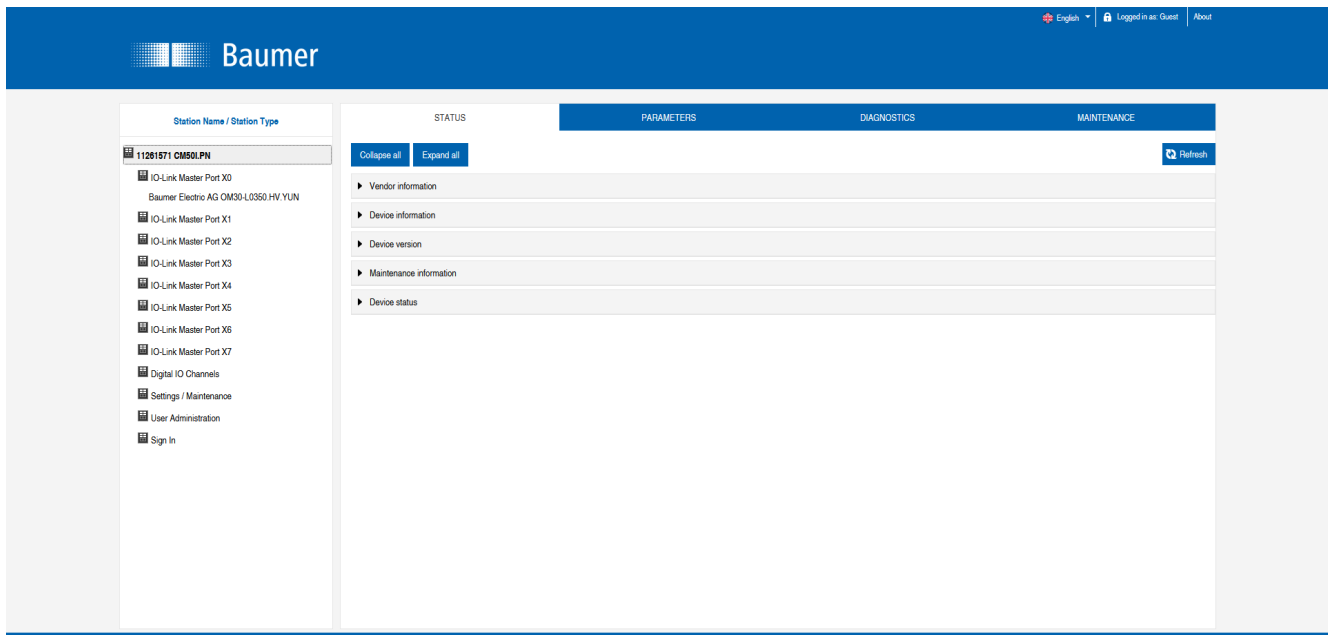 English
Logged in as: Guest
About
Baumer
Station Name / Station Type
11261571 CM50I.PN
IO-Link Master Port X0
Baumer Electric AG OM30-L0350.HV.YUN
IO-Link Master Port X1
IO-Link Master Port X2
IO-Link Master Port X3
IO-Link Master Port X4
IO-Link Master Port X5
IO-Link Master Port X6
IO-Link Master Port X7
Digital IO Channels
Settings / Maintenance
User Administration
Sign In
STATUS
PARAMETERS
DIAGNOSTICS
MAINTENANCE
Collapse all
Expand all
Refresh
Vendor information
Device information
Device version
Maintenance information
Device status